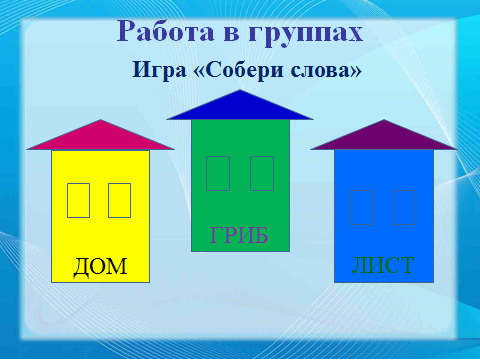 Работа в группах
Игра «Собери слова»
ДОМ
ГРИБ
ЛИСТ